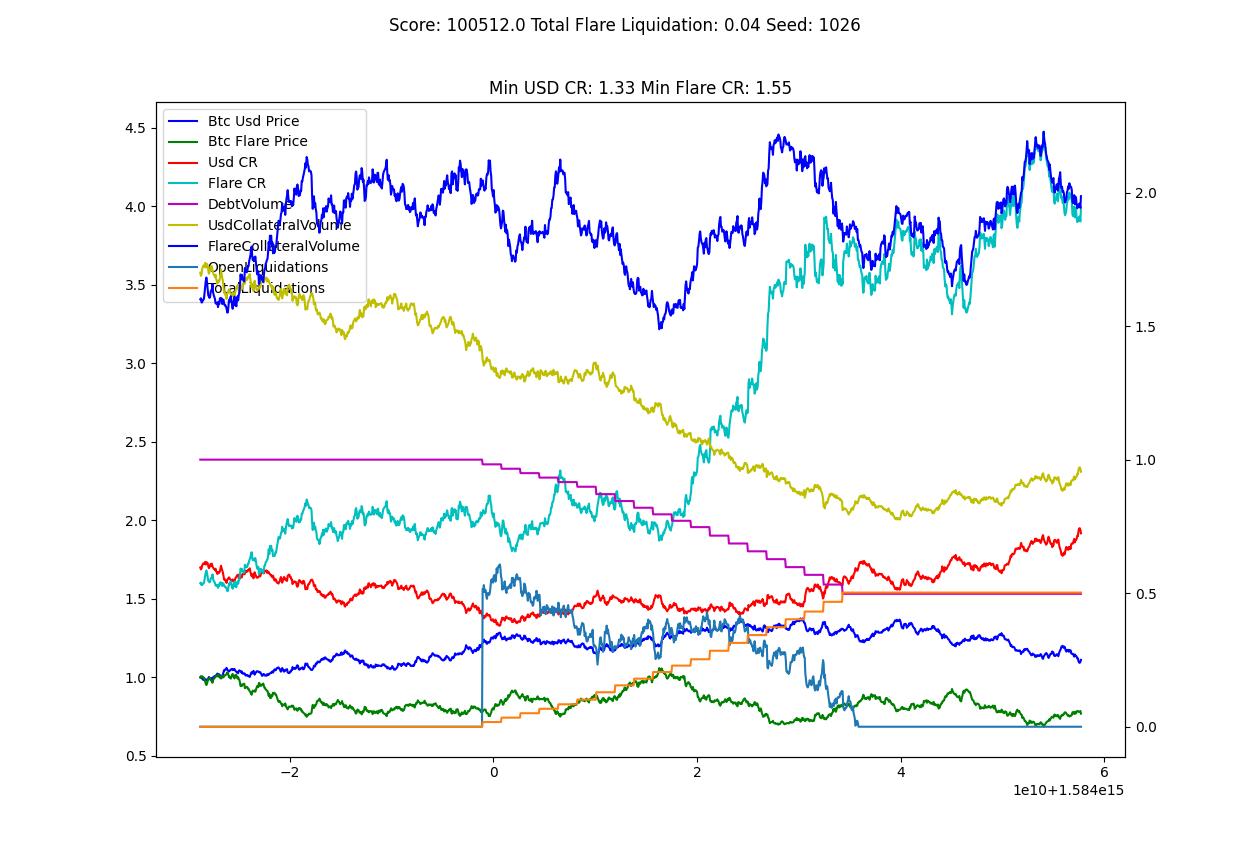 Score: 100512.0 Total Flare Liquidation: 0.04 Seed: 1026
Min USD CR: 1.33 Min Flare CR: 1.55
Btc Usd Price
Btc Flare Price
Usd CR
Flare CR
DebtVolume
UsdCollateralVolume
FlareCollateralVolume
OpenLiquidations
TotalLiquidations
4.5
4.0
3.5
3.0
2.5
2.0
1.5
1.0
0.5
2.0
1.5
1.0
0.5
0.0
−2
0
2
4
6
1e10+1.584e15